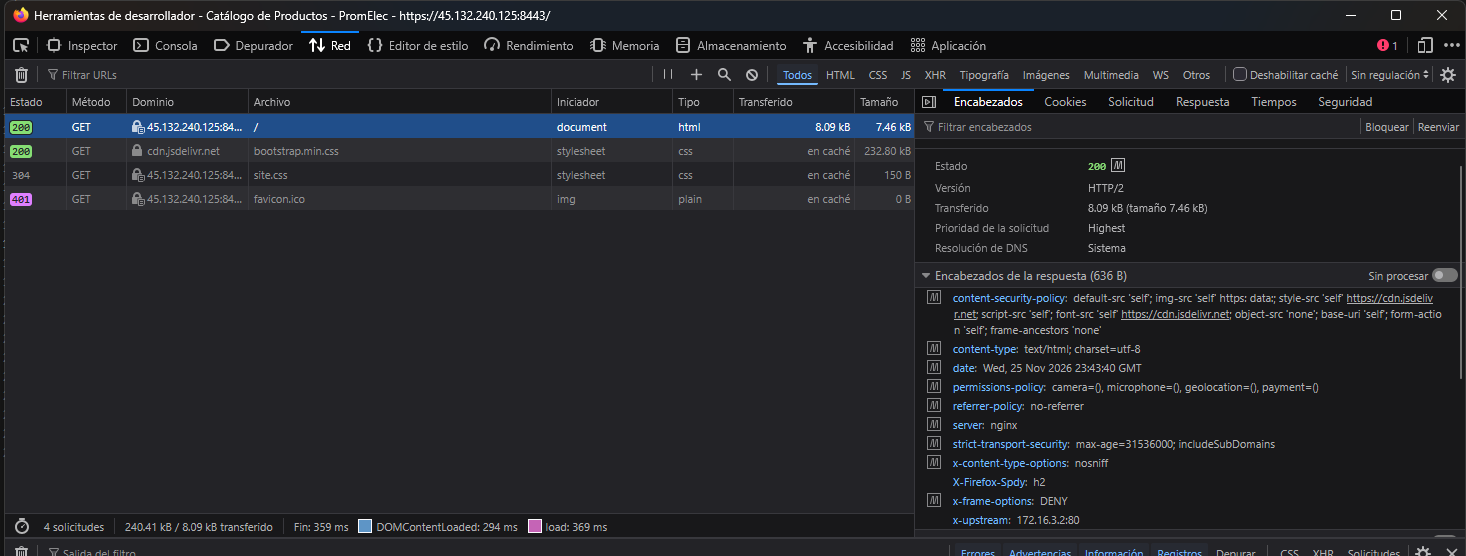 Herramientas de desarrollador - Catálogo de Productos - PromElec - https://45.132.240.125:8443/
Inspector Consola Depurador Red Editor de estilo Rendimiento Memoria Almacenamiento Accesibilidad Aplicación 1
Filtrar URLs Todos HTML CSS JS XHR Tipografía Imágenes Multimedia WS Otros Deshabilitar caché Sin regulación
Estado Método Dominio Archivo Iniciador Tipo Transferido Tamaño
200 GET 45.132.240.125:84... / document html 8.09 kB 7.46 kB
200 GET cdn.jsdelivr.net bootstrap.min.css stylesheet css en caché 232.80 kB
304 GET 45.132.240.125:84... site.css stylesheet css en caché 150 B
401 GET 45.132.240.125:84... favicon.ico img plain en caché 0 B
4 solicitudes 240.41 kB / 8.09 kB transferido Fin: 359 ms DOMContentLoaded: 294 ms load: 369 ms
Encabezados Cookies Solicitud Respuesta Tiempos Seguridad
Filtrar encabezados Bloquear Reenviar
Estado 200 M
Versión HTTP/2
Transferido 8.09 kB (tamaño 7.46 kB)
Prioridad de la solicitud Highest
Resolución de DNS Sistema
Encabezados de la respuesta (636 B) Sin procesar
M content-security-policy: default-src 'self'; img-src 'self' https: data:; style-src 'self' https://cdn.jsdeliv
r.net; script-src 'self'; font-src 'self' https://cdn.jsdelivr.net; object-src 'none'; base-uri 'self'; form-actio
n 'self'; frame-ancestors 'none'
M content-type: text/html; charset=utf-8
M date: Wed, 25 Nov 2026 23:43:40 GMT
M permissions-policy: camera=(), microphone=(), geolocation=(), payment=()
M referrer-policy: no-referrer
M server: nginx
M strict-transport-security: max-age=31536000; includeSubDomains
M x-content-type-options: nosniff
X-Firefox-Spdy: h2
M x-frame-options: DENY
x-upstream: 172.16.3.2:80
Salida del filtro Errores Advertencias Información Registros Depurar CSS XHR Solicitudes